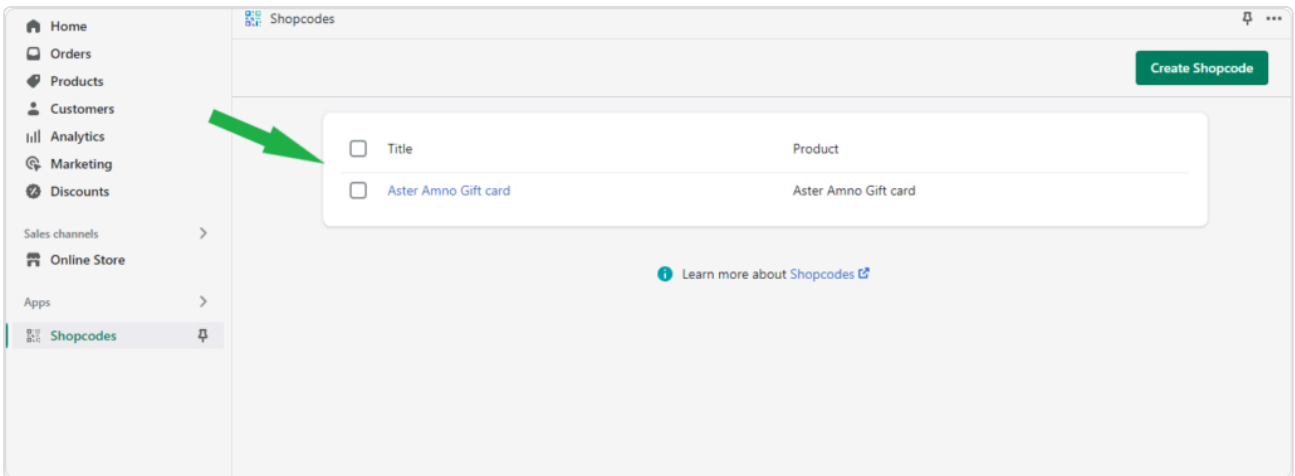 Home
Orders
Products
Customers
Analytics
Marketing
Discounts
Sales channels
Online Store
Apps
Shopcodes
Shopcodes
Create Shopcode
Title Product
Aster Amno Gift card Aster Amno Gift card
Learn more about Shopcodes